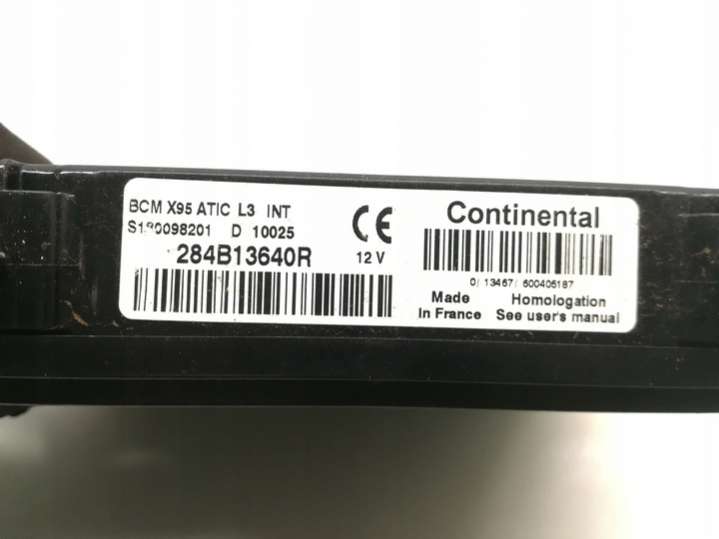 BCM X95 ATIC L3 INT
D 10025
284B13640R
CE
12 V
Continental
0/ 13467/ 600405187
Made
In France
Homologation
See user's manual